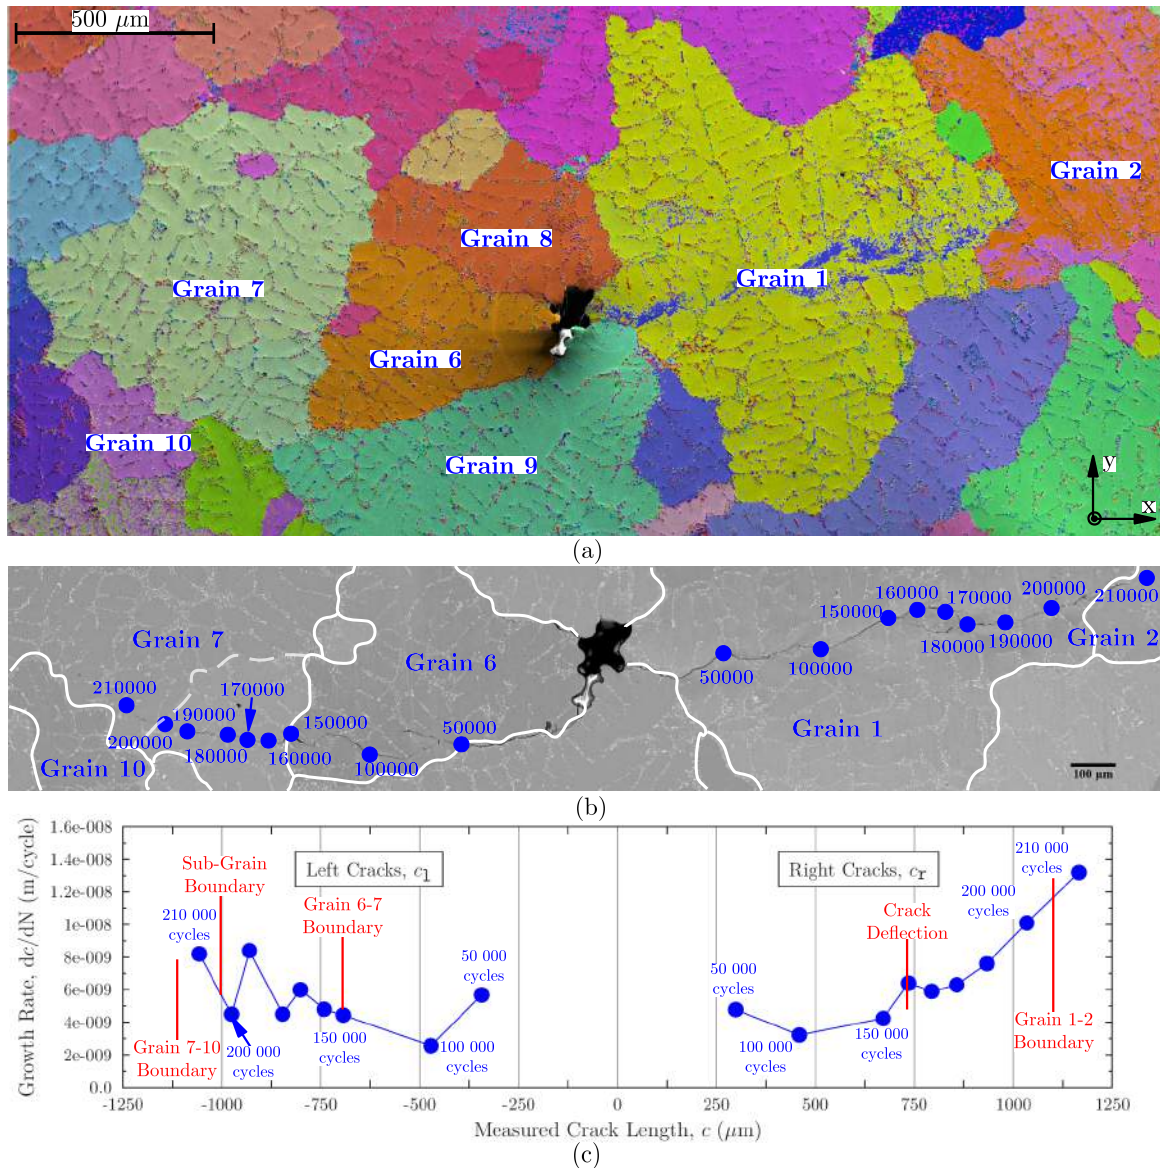 500 μm
Grain 2
Grain 8
Grain 1
Grain 7
Grain 6
Grain 10
Grain 9
y
x
(a)
210000
160000
170000
200000
150000
210000
Grain 7
Grain 6
180000
190000
Grain 2
50000
100000
170000
210000
190000
150000
50000
200000
180000
160000
100000
Grain 10
Grain 1
100 μm
(b)
Growth Rate, dc/dN (m/cycle)
1.6e-008
1.4e-008
1.2e-008
1e-008
8e-009
6e-009
4e-009
2e-009
0.0
Sub-Grain
Boundary
Left Cracks, c₁
Right Cracks, cᵣ
210 000
cycles
210 000
cycles
Grain 6-7
Boundary
200 000
cycles
Crack
Deflection
50 000
cycles
50 000
cycles
Grain 7-10
Boundary
200 000
cycles
150 000
cycles
100 000
cycles
100 000
cycles
150 000
cycles
Grain 1-2
Boundary
-1250
-1000
-750
-500
-250
0
250
500
750
1000
1250
Measured Crack Length, c (μm)
(c)